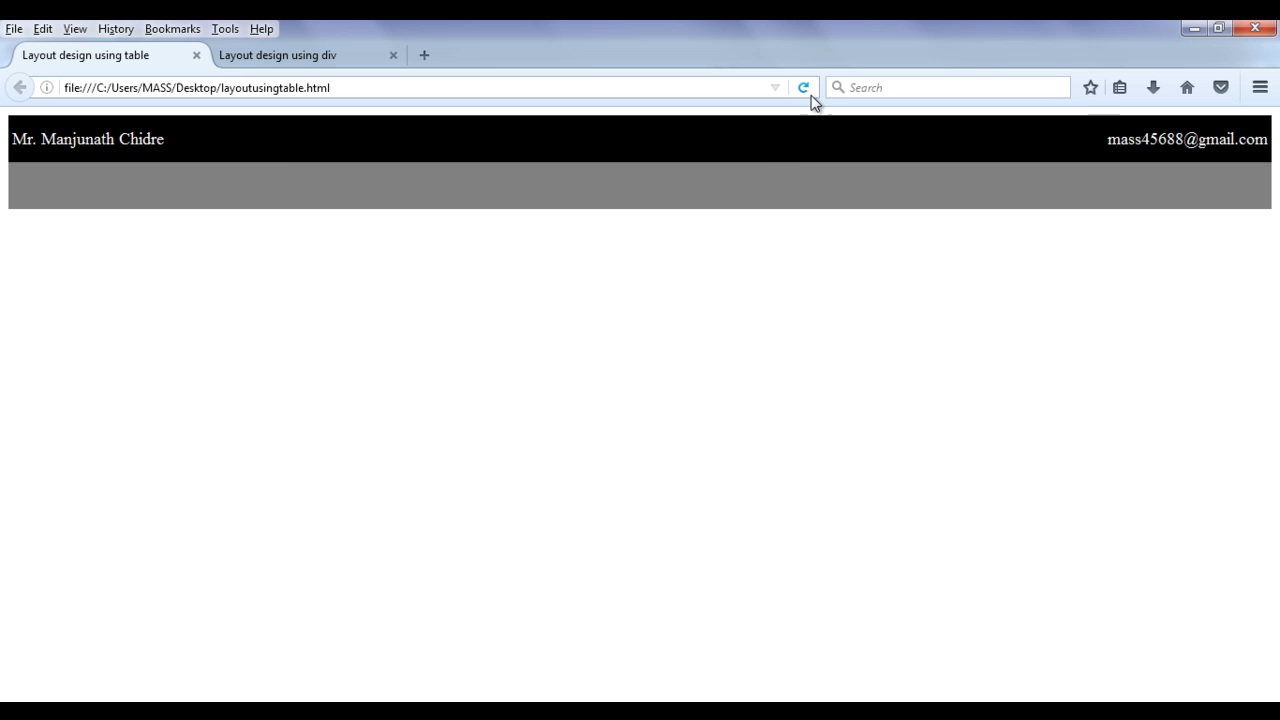 File Edit View History Bookmarks Tools Help
Layout design using table Layout design using div
file:///C:/Users/MASS/Desktop/layoutusingtable.html Search
Mr. Manjunath Chidre mass45688@gmail.com